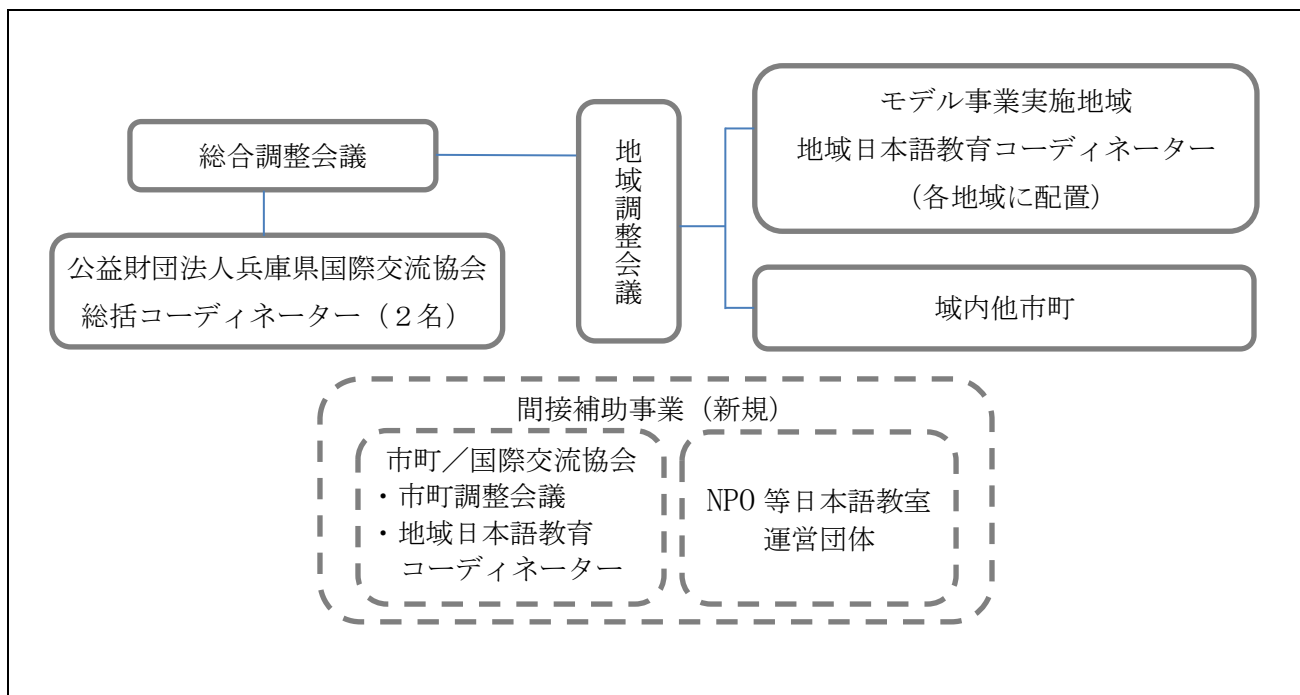 総合調整会議
公益財団法人兵庫県国際交流協会
総括コーディネーター（２名）
地域調整会議
モデル事業実施地域
地域日本語教育コーディネーター
（各地域に配置）
域内他市町
間接補助事業（新規）
市町／国際交流協会
・市町調整会議
・地域日本語教育
コーディネーター
NPO 等日本語教室
運営団体